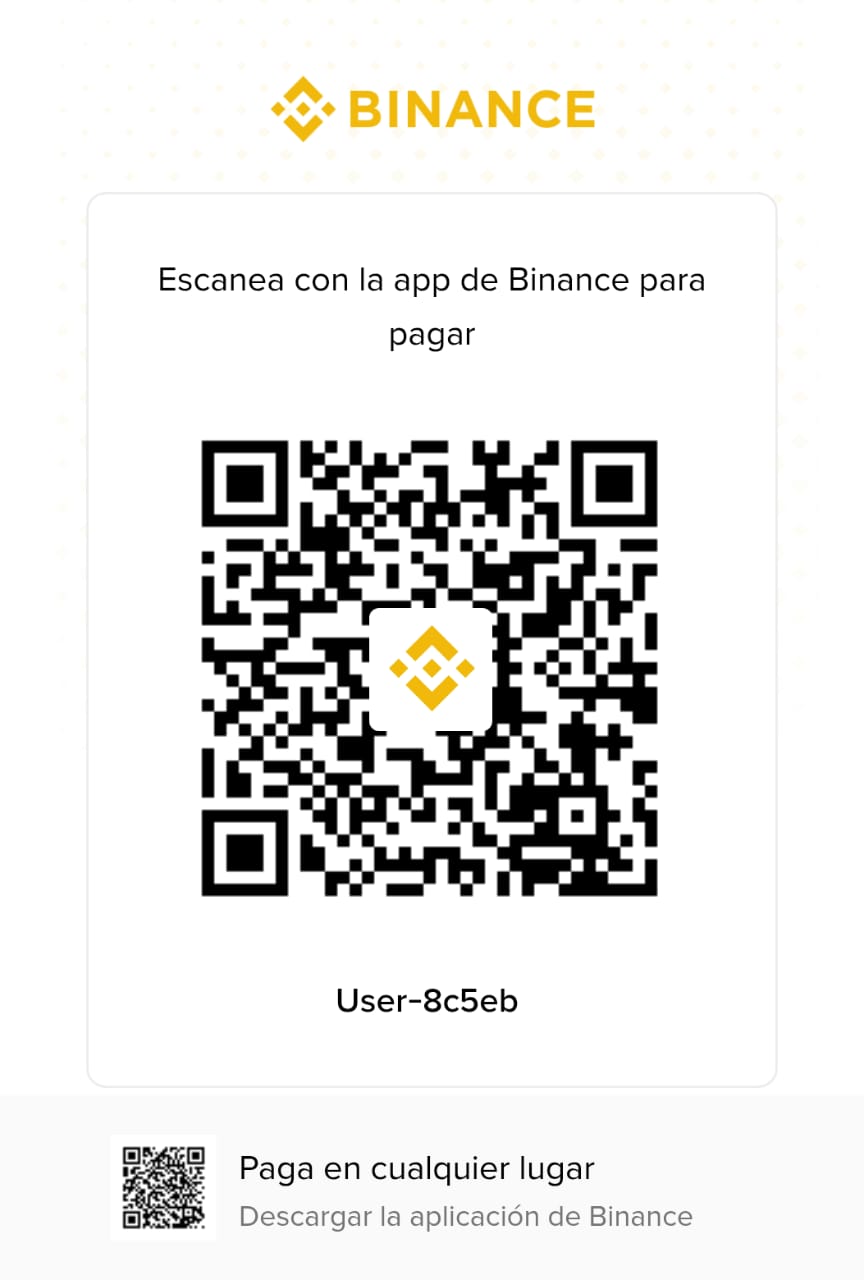 BINANCE
Escanea con la app de Binance para
pagar
User-8c5eb
Paga en cualquier lugar
Descargar la aplicación de Binance